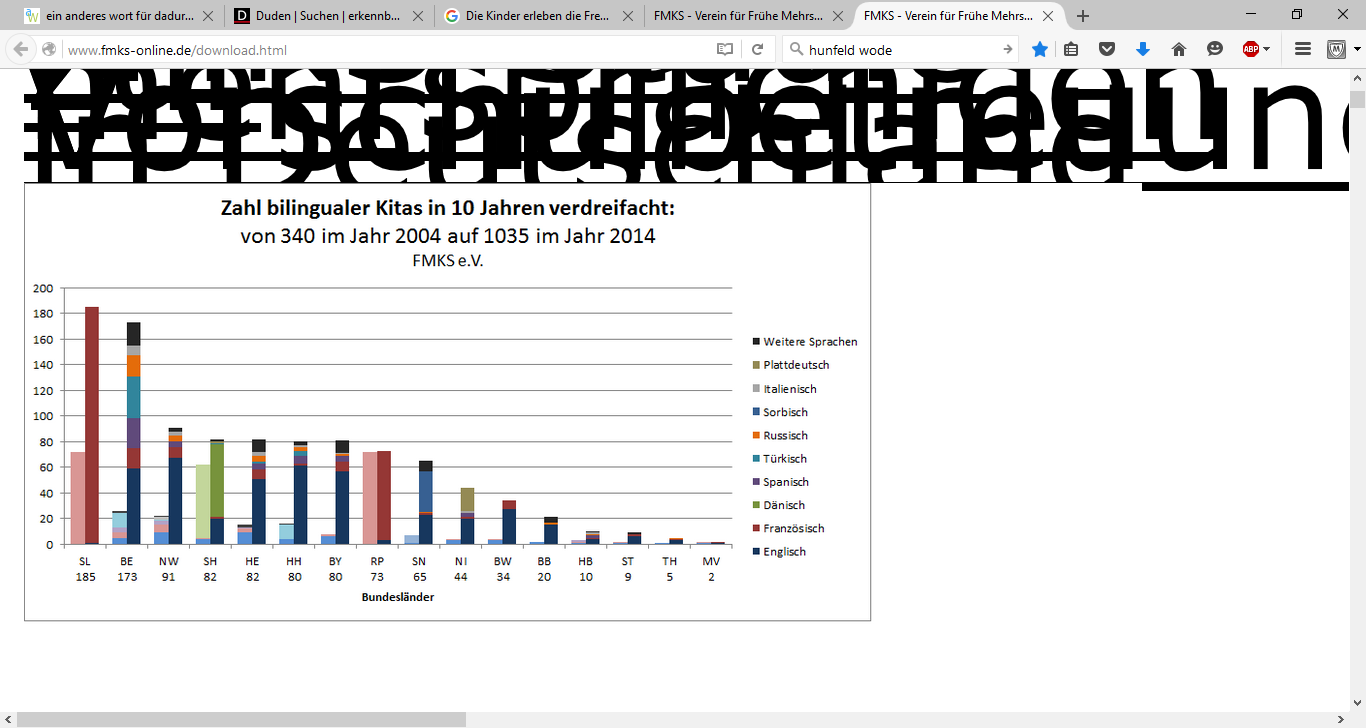 ein anderes wort für dadur...
Duden | Suchen | erkennb...
Die Kinder erleben die Fre...
FMKS - Verein für Frühe Mehrs...
FMKS - Verein für Frühe Mehrs...
www.fmks-online.de/download.html
hunfeld wode
ABP
Zahl bilingualer Kitas in 10 Jahren verdreifacht:
von 340 im Jahr 2004 auf 1035 im Jahr 2014
FMKS e.V.
200
180
160
140
120
100
80
60
40
20
0
SL BE NW SH HE HH BY RP SN NI BW BB HB ST TH MV
185 173 91 82 82 80 80 73 65 44 34 20 10 9 5 2
Bundesländer
Weitere Sprachen
Plattdeutsch
Italienisch
Sorbisch
Russisch
Türkisch
Spanisch
Dänisch
Französisch
Englisch